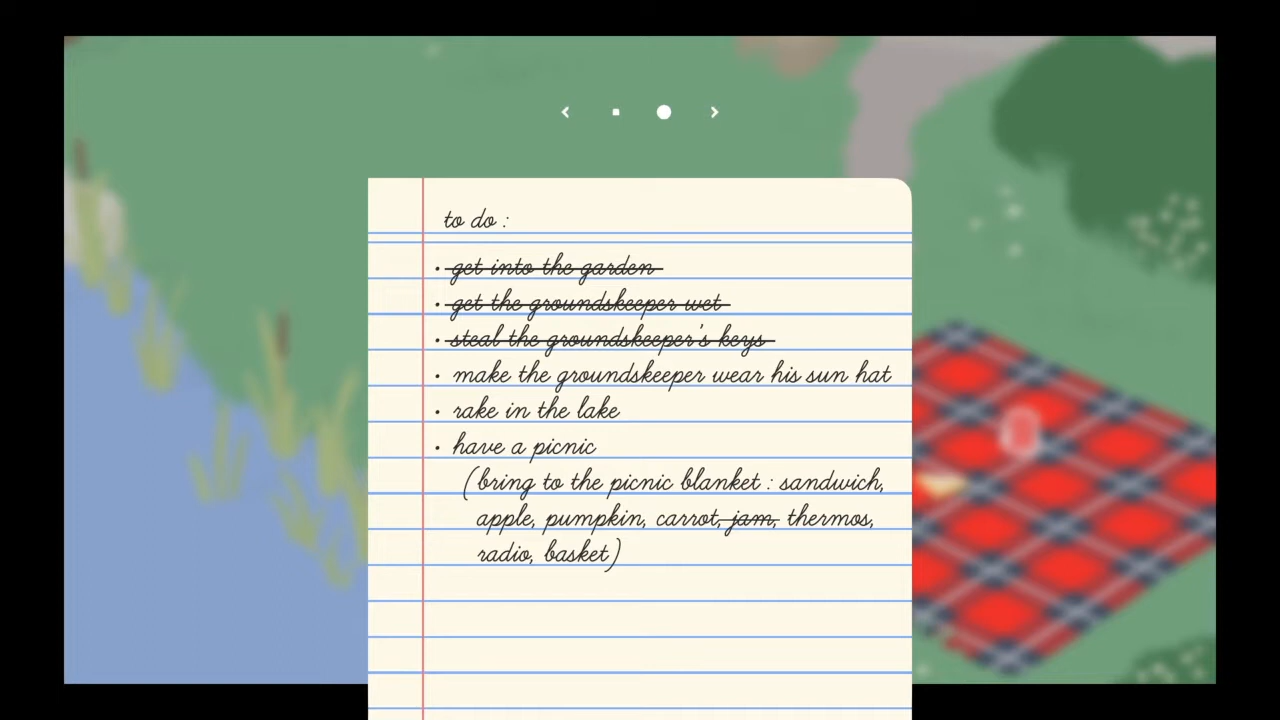 to do :
• get into the garden
• get the groundskeeper wet
• steal the groundskeeper's keys
• make the groundskeeper wear his sun hat
• rake in the lake
• have a picnic
(bring to the picnic blanket : sandwich,
apple, pumpkin, carrot, jam, thermos,
radio, basket)